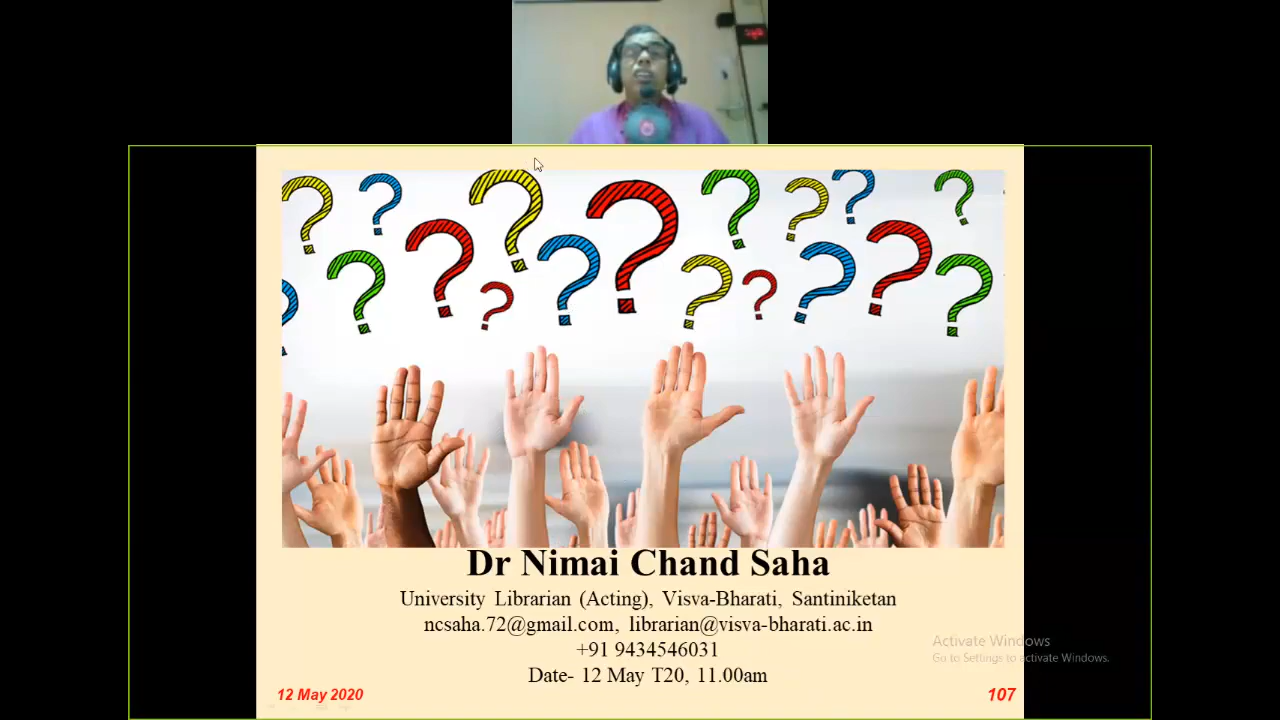 Dr Nimai Chand Saha
University Librarian (Acting), Visva-Bharati, Santiniketan
ncsaha.72@gmail.com, librarian@visva-bharati.ac.in
+91 9434546031
Date- 12 May T20, 11.00am
Activate Windows
Go to Settings to activate Windows.
12 May 2020
107